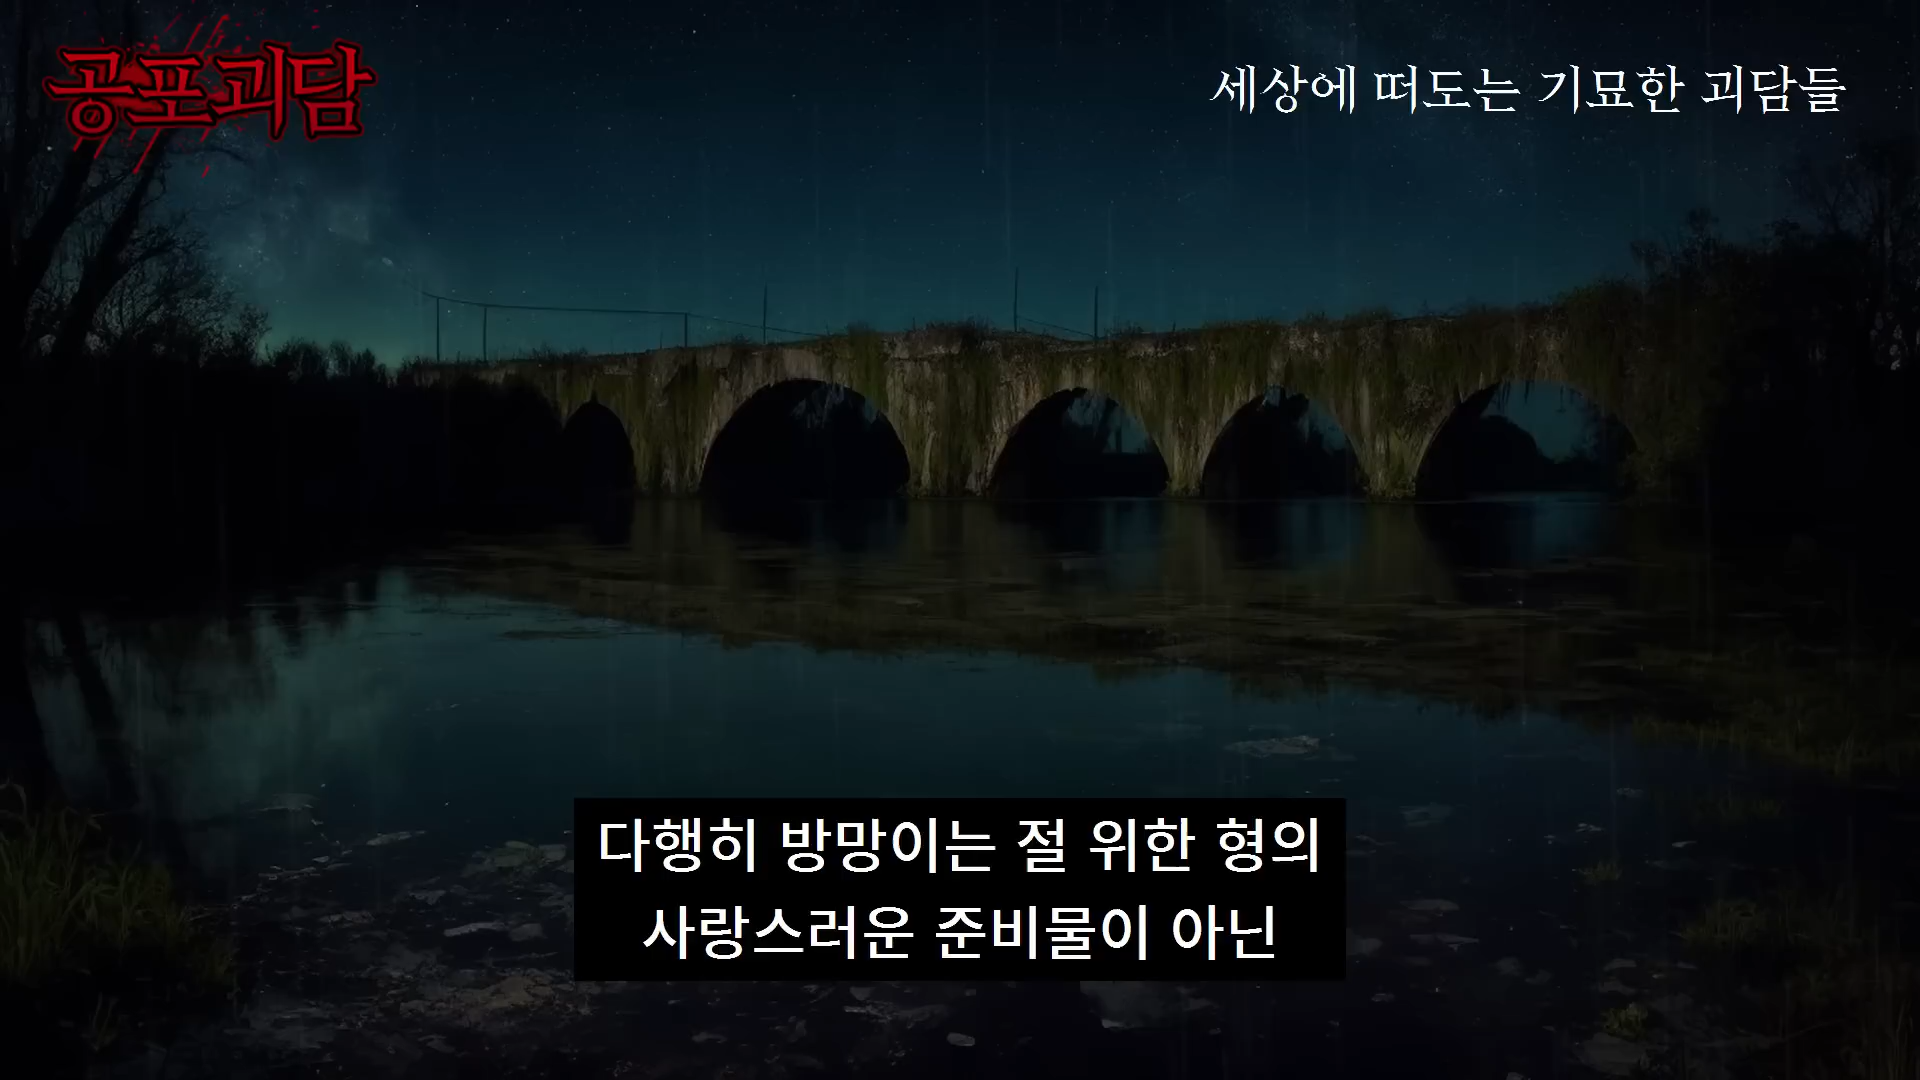 공포괴담
세상에 떠도는 기묘한 괴담들
다행히 방망이는 절 위한 형의
사랑스러운 준비물이 아닌